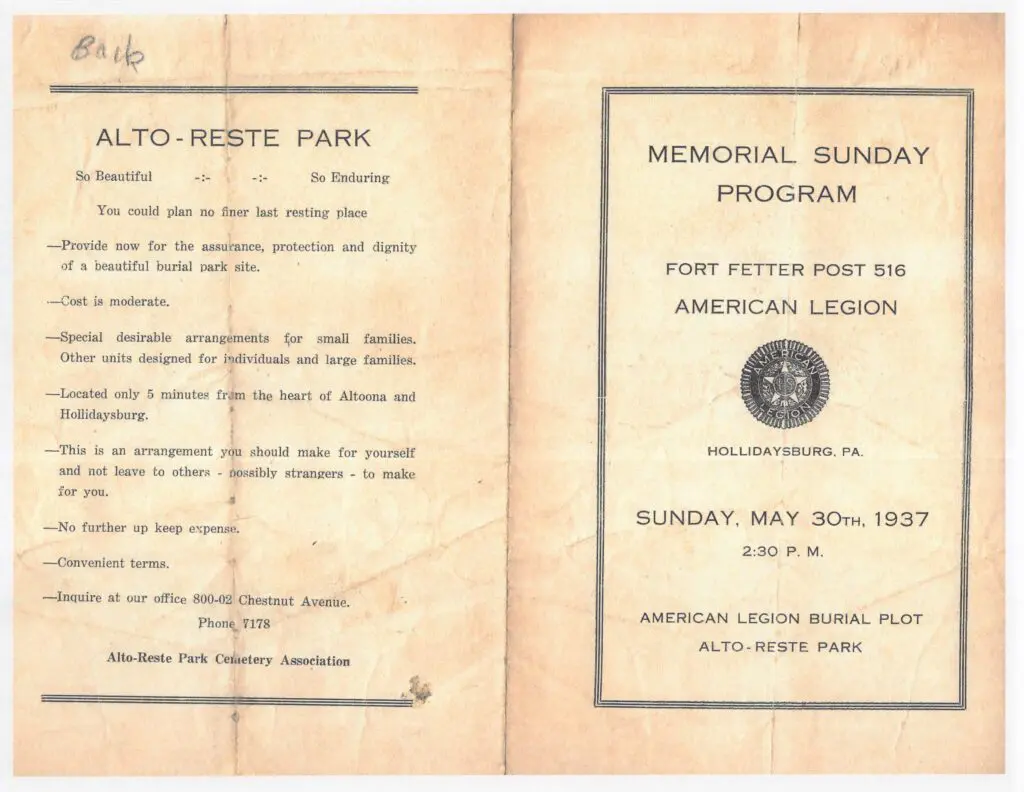 Back
ALTO-RESTE PARK
So Beautiful -:- -:- So Enduring
You could plan no finer last resting place
—Provide now for the assurance, protection and dignity
of a beautiful burial park site.
—Cost is moderate.
—Special desirable arrangements for small families.
Other units designed for individuals and large families.
—Located only 5 minutes from the heart of Altoona and
Hollidaysburg.
—This is an arrangement you should make for yourself
and not leave to others - possibly strangers - to make
for you.
—No further up keep expense.
—Convenient terms.
—Inquire at our office 800-02 Chestnut Avenue.
Phone 7178
Alto-Reste Park Cemetery Association
MEMORIAL SUNDAY
PROGRAM
FORT FETTER POST 516
AMERICAN LEGION
AMERICAN
US
LEGION
HOLLIDAYSBURG, PA.
SUNDAY, MAY 30TH, 1937
2:30 P. M.
AMERICAN LEGION BURIAL PLOT
ALTO-RESTE PARK